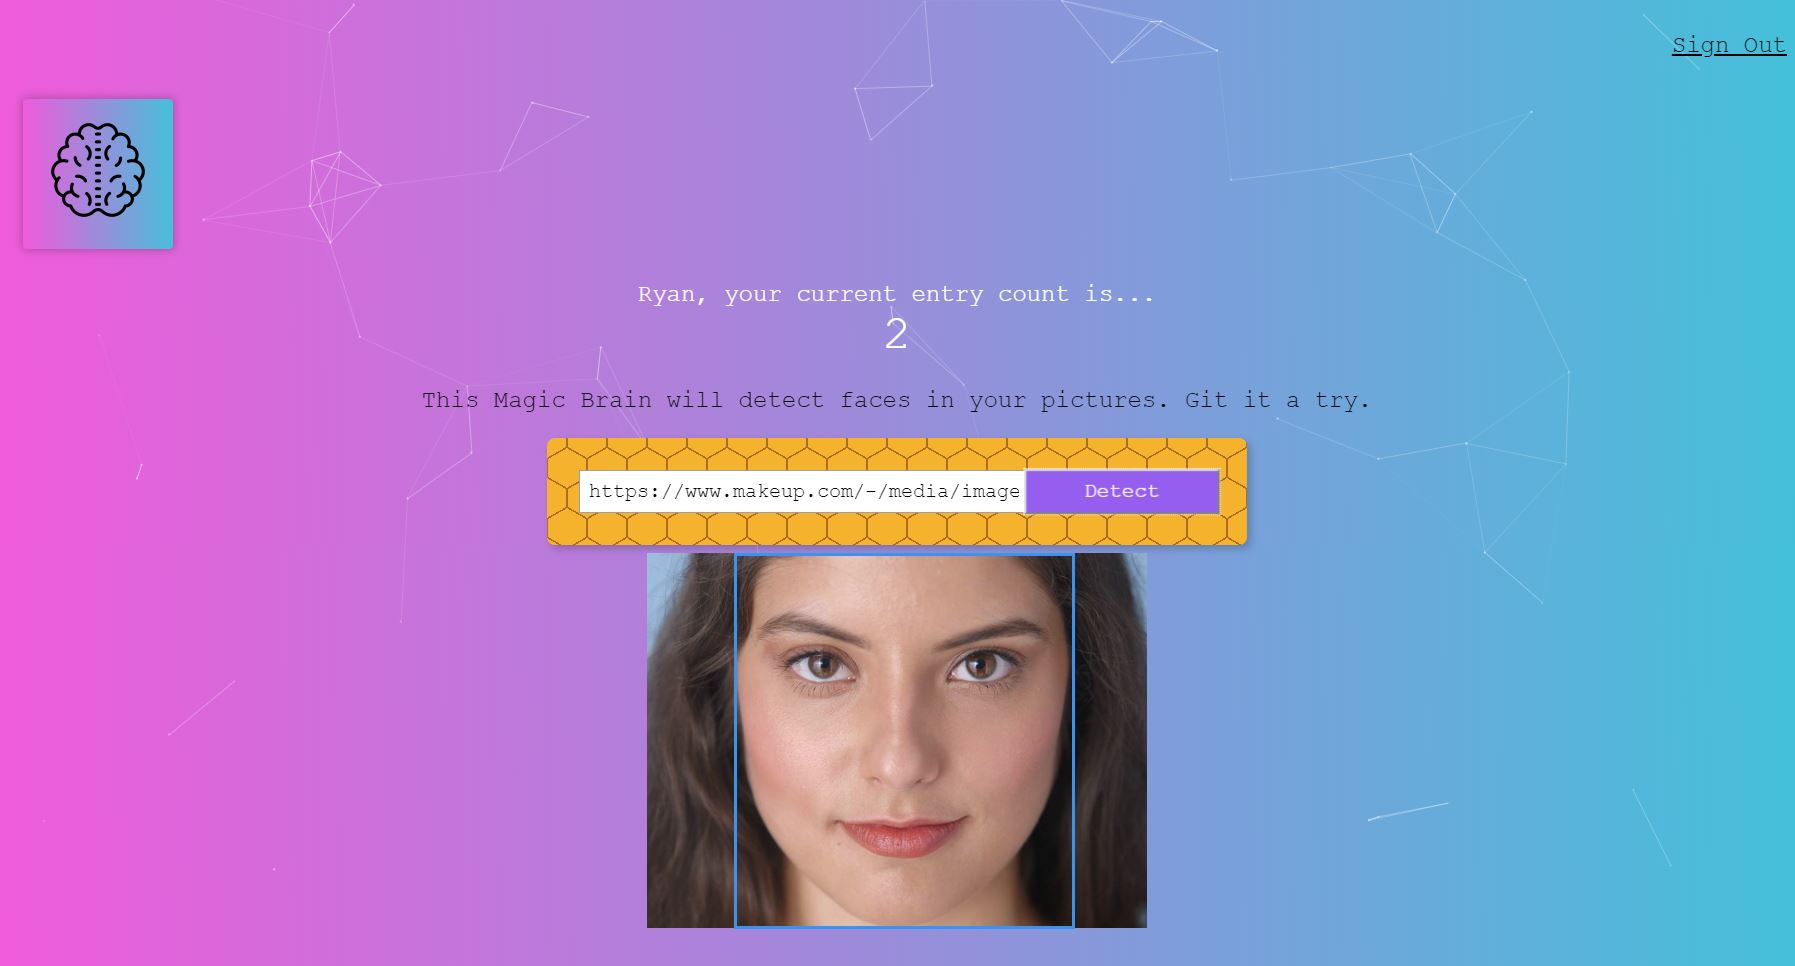 Sign Out
Ryan, your current entry count is...
2
This Magic Brain will detect faces in your pictures. Git it a try.
https://www.makeup.com/-/media/image
Detect